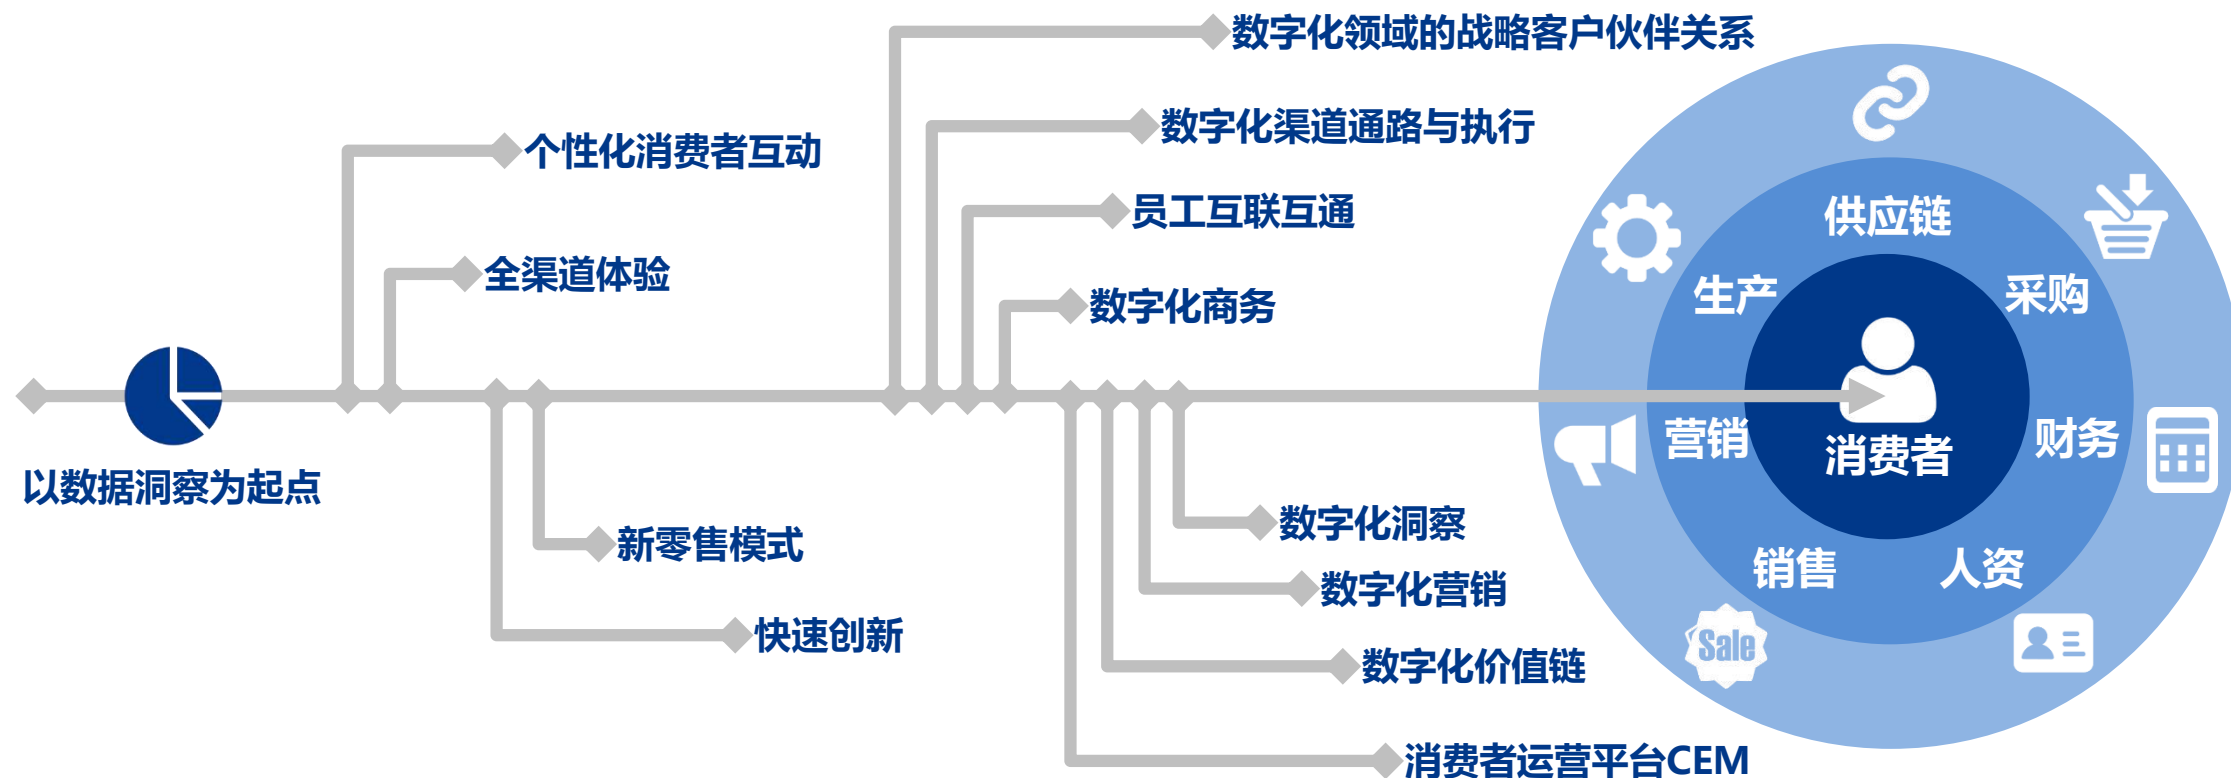 数字化领域的战略客户伙伴关系
个性化消费者互动
数字化渠道通路与执行
员工互联互通
全渠道体验
数字化商务
以数据洞察为起点
新零售模式
快速创新
数字化洞察
数字化营销
数字化价值链
消费者运营平台CEM
供应链
生产
采购
营销
消费者
财务
销售
人资
Sale